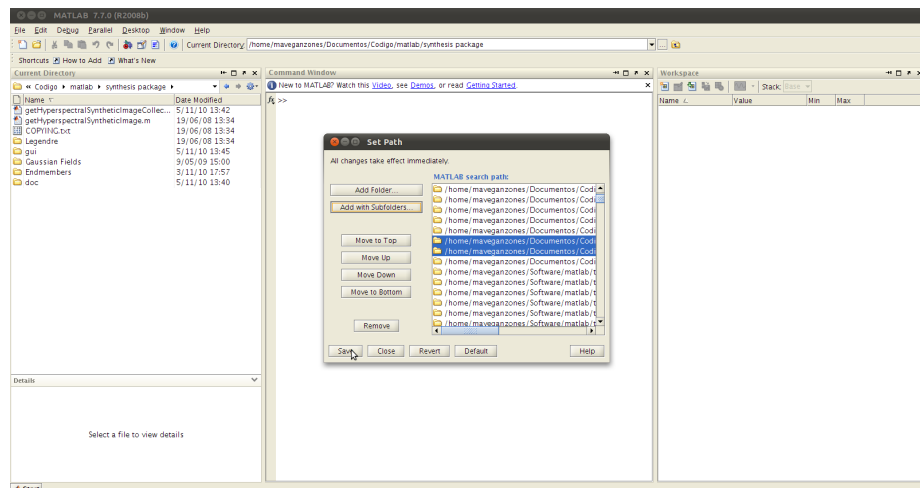 MATLAB 7.7.0 (R2008b)
File Edit Debug Parallel Desktop Window Help
Current Directory: /home/maveganzones/Documentos/Codigo/matlab/synthesis package
Shortcuts How to Add What's New
Current Directory
« Codigo ▸ matlab ▸ synthesis package ▸
Name Date Modified
getHyperspectralSyntheticImageCollec... 5/11/10 13:42
getHyperspectralSyntheticImage.m 19/06/08 13:34
COPYING.txt 19/06/08 13:34
Legendre 19/06/08 13:34
gui 5/11/10 13:45
Gaussian Fields 9/05/09 15:00
Endmembers 3/11/10 17:57
doc 5/11/10 13:40
Details
Select a file to view details
Command Window
New to MATLAB? Watch this Video, see Demos, or read Getting Started.
fx >>
Workspace
Stack: Base
Name Value Min Max
Set Path
All changes take effect immediately.
MATLAB search path:
Add Folder...
Add with Subfolders...
Move to Top
Move Up
Move Down
Move to Bottom
Remove
/home/maveganzones/Documentos/Codi
/home/maveganzones/Documentos/Codi
/home/maveganzones/Documentos/Codi
/home/maveganzones/Documentos/Codi
/home/maveganzones/Documentos/Codi
/home/maveganzones/Documentos/Codi
/home/maveganzones/Documentos/Codi
/home/maveganzones/Documentos/Codi
/home/maveganzones/Software/matlab/t
/home/maveganzones/Software/matlab/t
/home/maveganzones/Software/matlab/t
/home/maveganzones/Software/matlab/t
/home/maveganzones/Software/matlab/t
/home/maveganzones/Software/matlab/t
Save Close Revert Default Help
Start